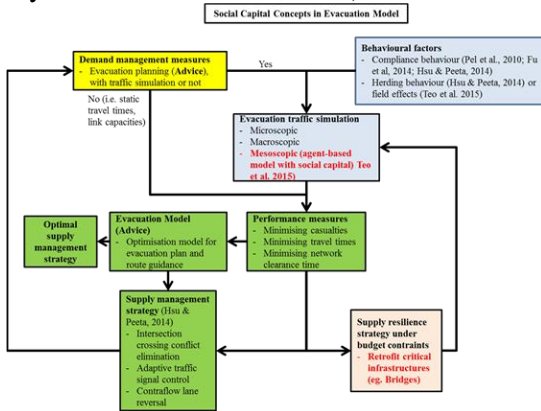 Social Capital Concepts in Evacuation Model
Demand management measures
- Evacuation planning (Advice),
with traffic simulation or not
Yes
Behavioural factors
- Compliance behaviour (Pel et al., 2010; Fu
et al, 2014; Hsu & Peeta, 2014)
- Herding behaviour (Hsu & Peeta, 2014) or
field effects (Teo et al. 2015)
No (i.e. static
travel times,
link capacities)
Evacuation traffic simulation
- Microscopic
- Macroscopic
- Mesoscopic (agent-based
model with social capital) Teo
et al. 2015)
Optimal
supply
management
strategy
Evacuation Model
(Advice)
- Optimisation model for
evacuation plan and
route guidance
Performance measures
- Minimising casualties
- Minimising travel times
- Minimising network
clearance time
Supply management
strategy (Hsu &
Peeta, 2014)
- Intersection
crossing conflict
elimination
- Adaptive traffic
signal control
- Contraflow lane
reversal
Supply resilience
strategy under
budget contraints
- Retrofit critical
infrastructures
(eg. Bridges)